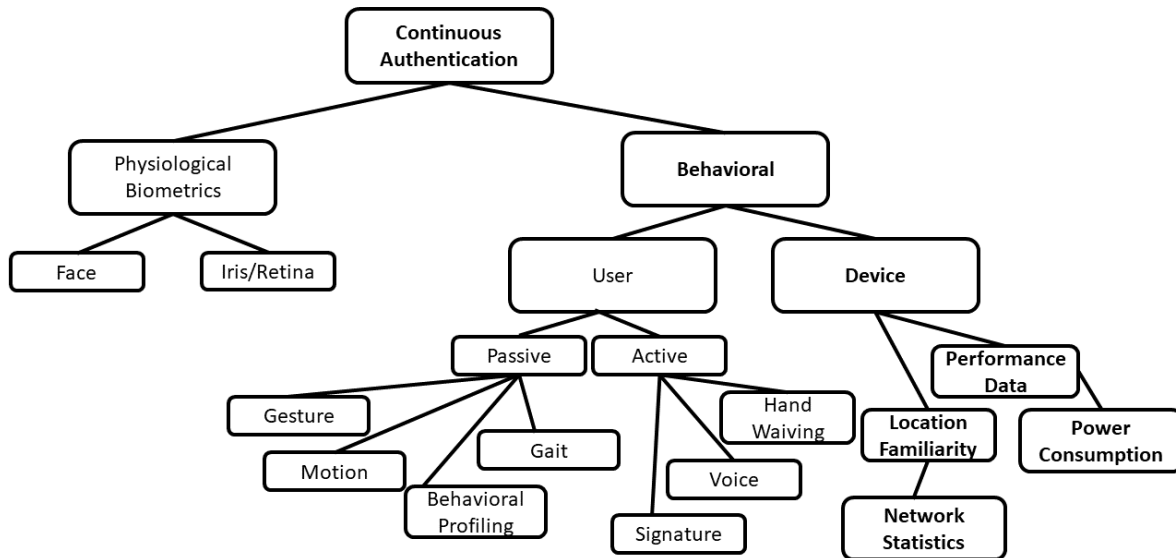 Continuous
Authentication
Physiological
Biometrics
Behavioral
Face
Iris/Retina
User
Device
Passive
Active
Performance
Data
Gesture
Hand
Waiving
Location
Familiarity
Power
Consumption
Gait
Motion
Voice
Behavioral
Profiling
Signature
Network
Statistics